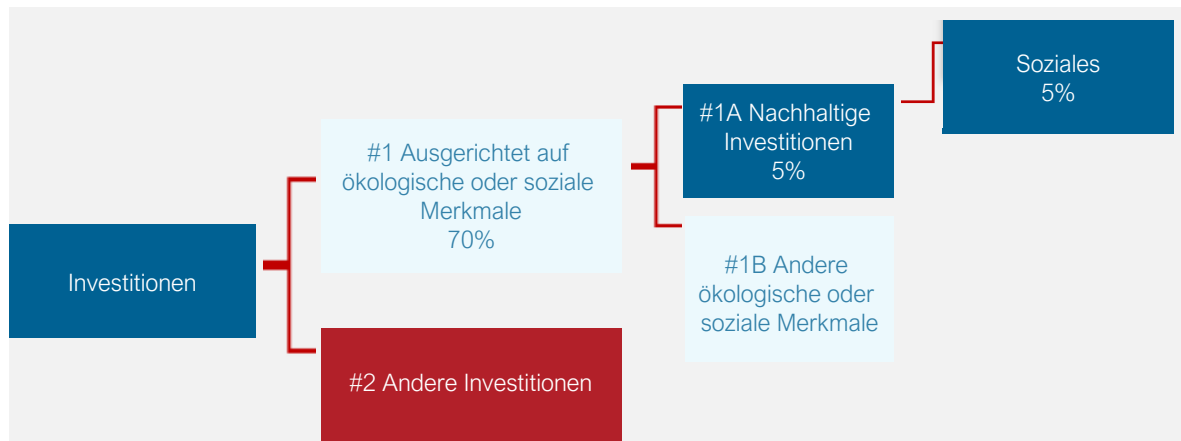 Investitionen
#1 Ausgerichtet auf
ökologische oder soziale
Merkmale
70%
#2 Andere Investitionen
#1A Nachhaltige
Investitionen
5%
#1B Andere
ökologische oder
soziale Merkmale
Soziales
5%